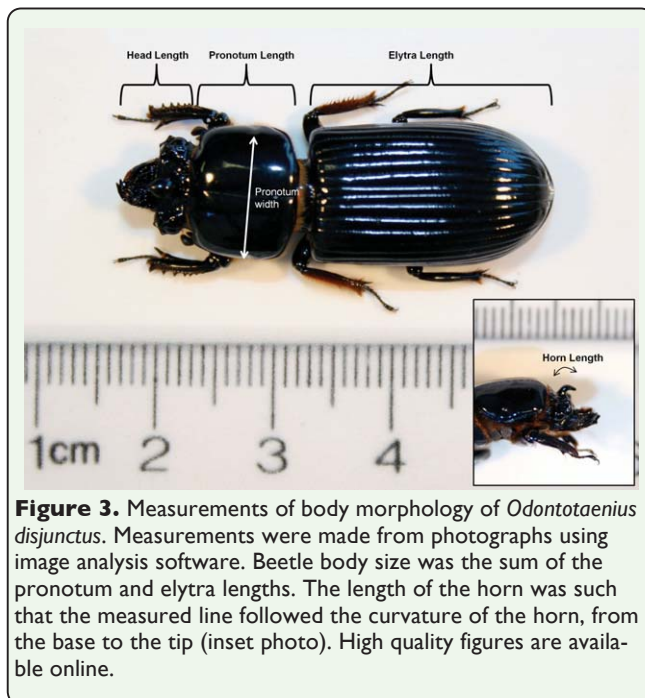 Head Length Pronotum Length Elytra Length
Pronotum
width
Horn Length
1cm 2 3 4
Figure 3. Measurements of body morphology of Odontotaenius
disjunctus. Measurements were made from photographs using
image analysis software. Beetle body size was the sum of the
pronotum and elytra lengths. The length of the horn was such
that the measured line followed the curvature of the horn, from
the base to the tip (inset photo). High quality figures are availa-
ble online.